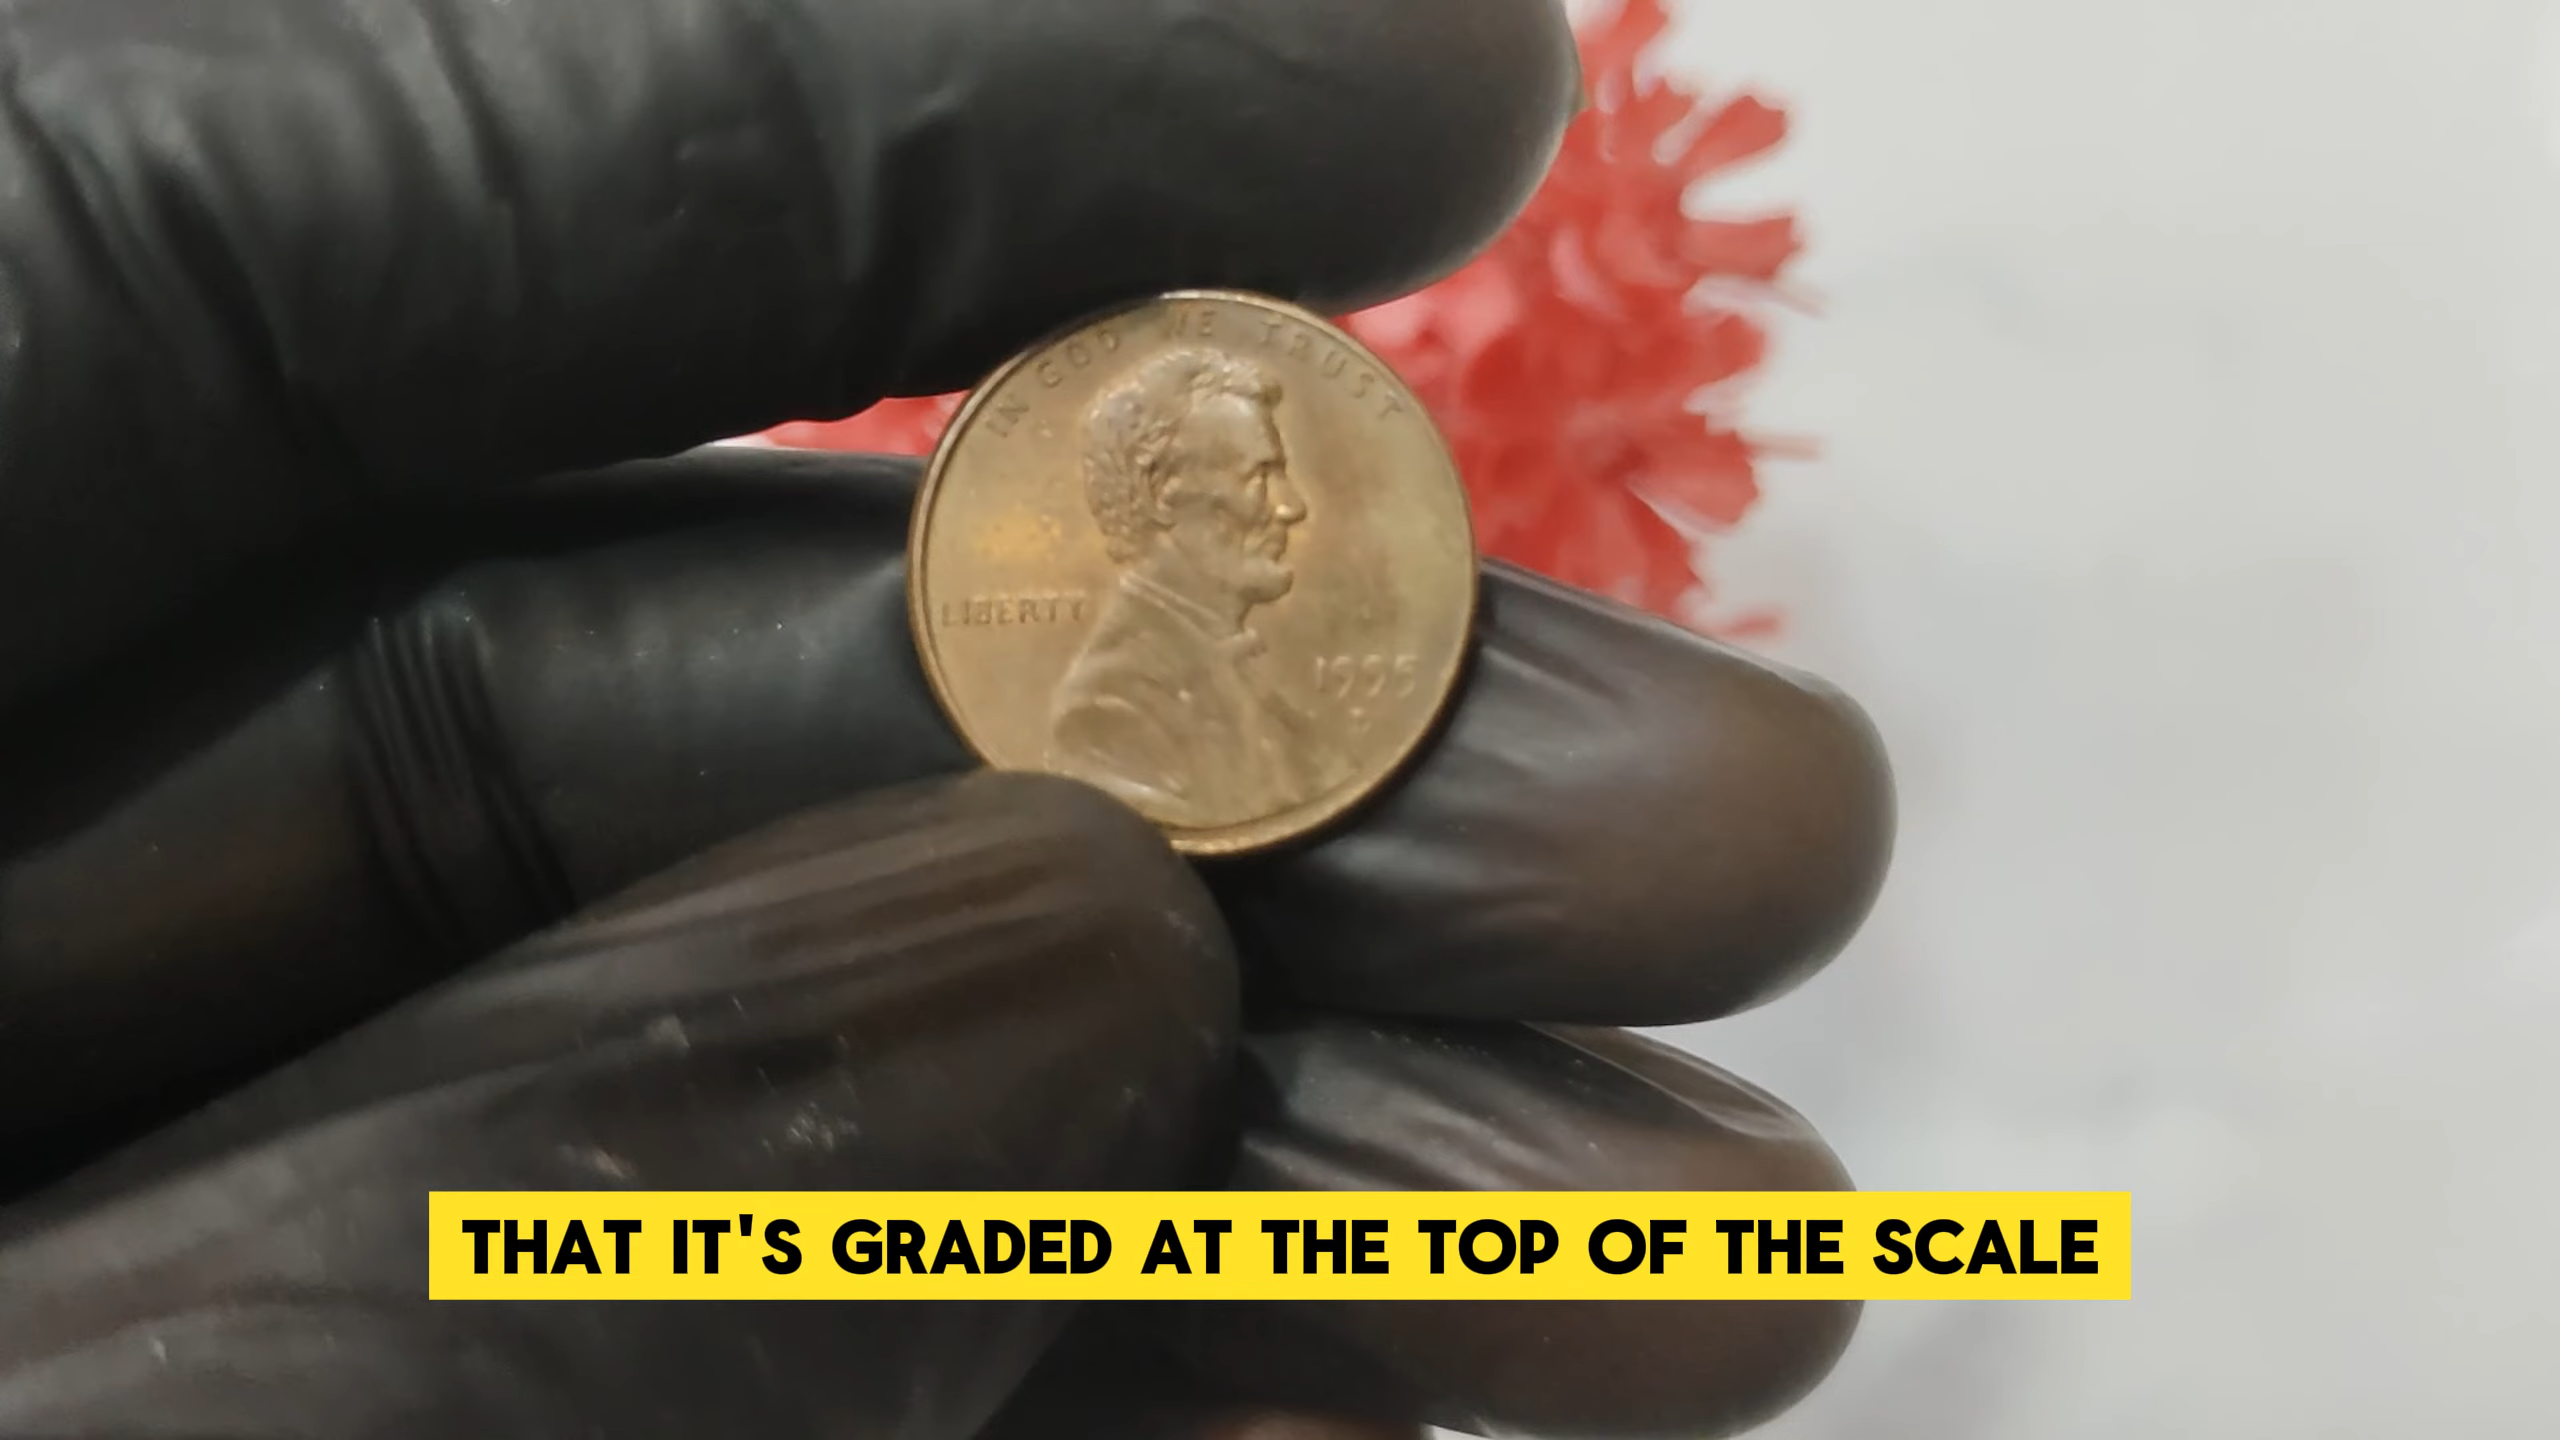 IN GOD WE TRUST
LIBERTY
1995
D
THAT IT'S GRADED AT THE TOP OF THE SCALE